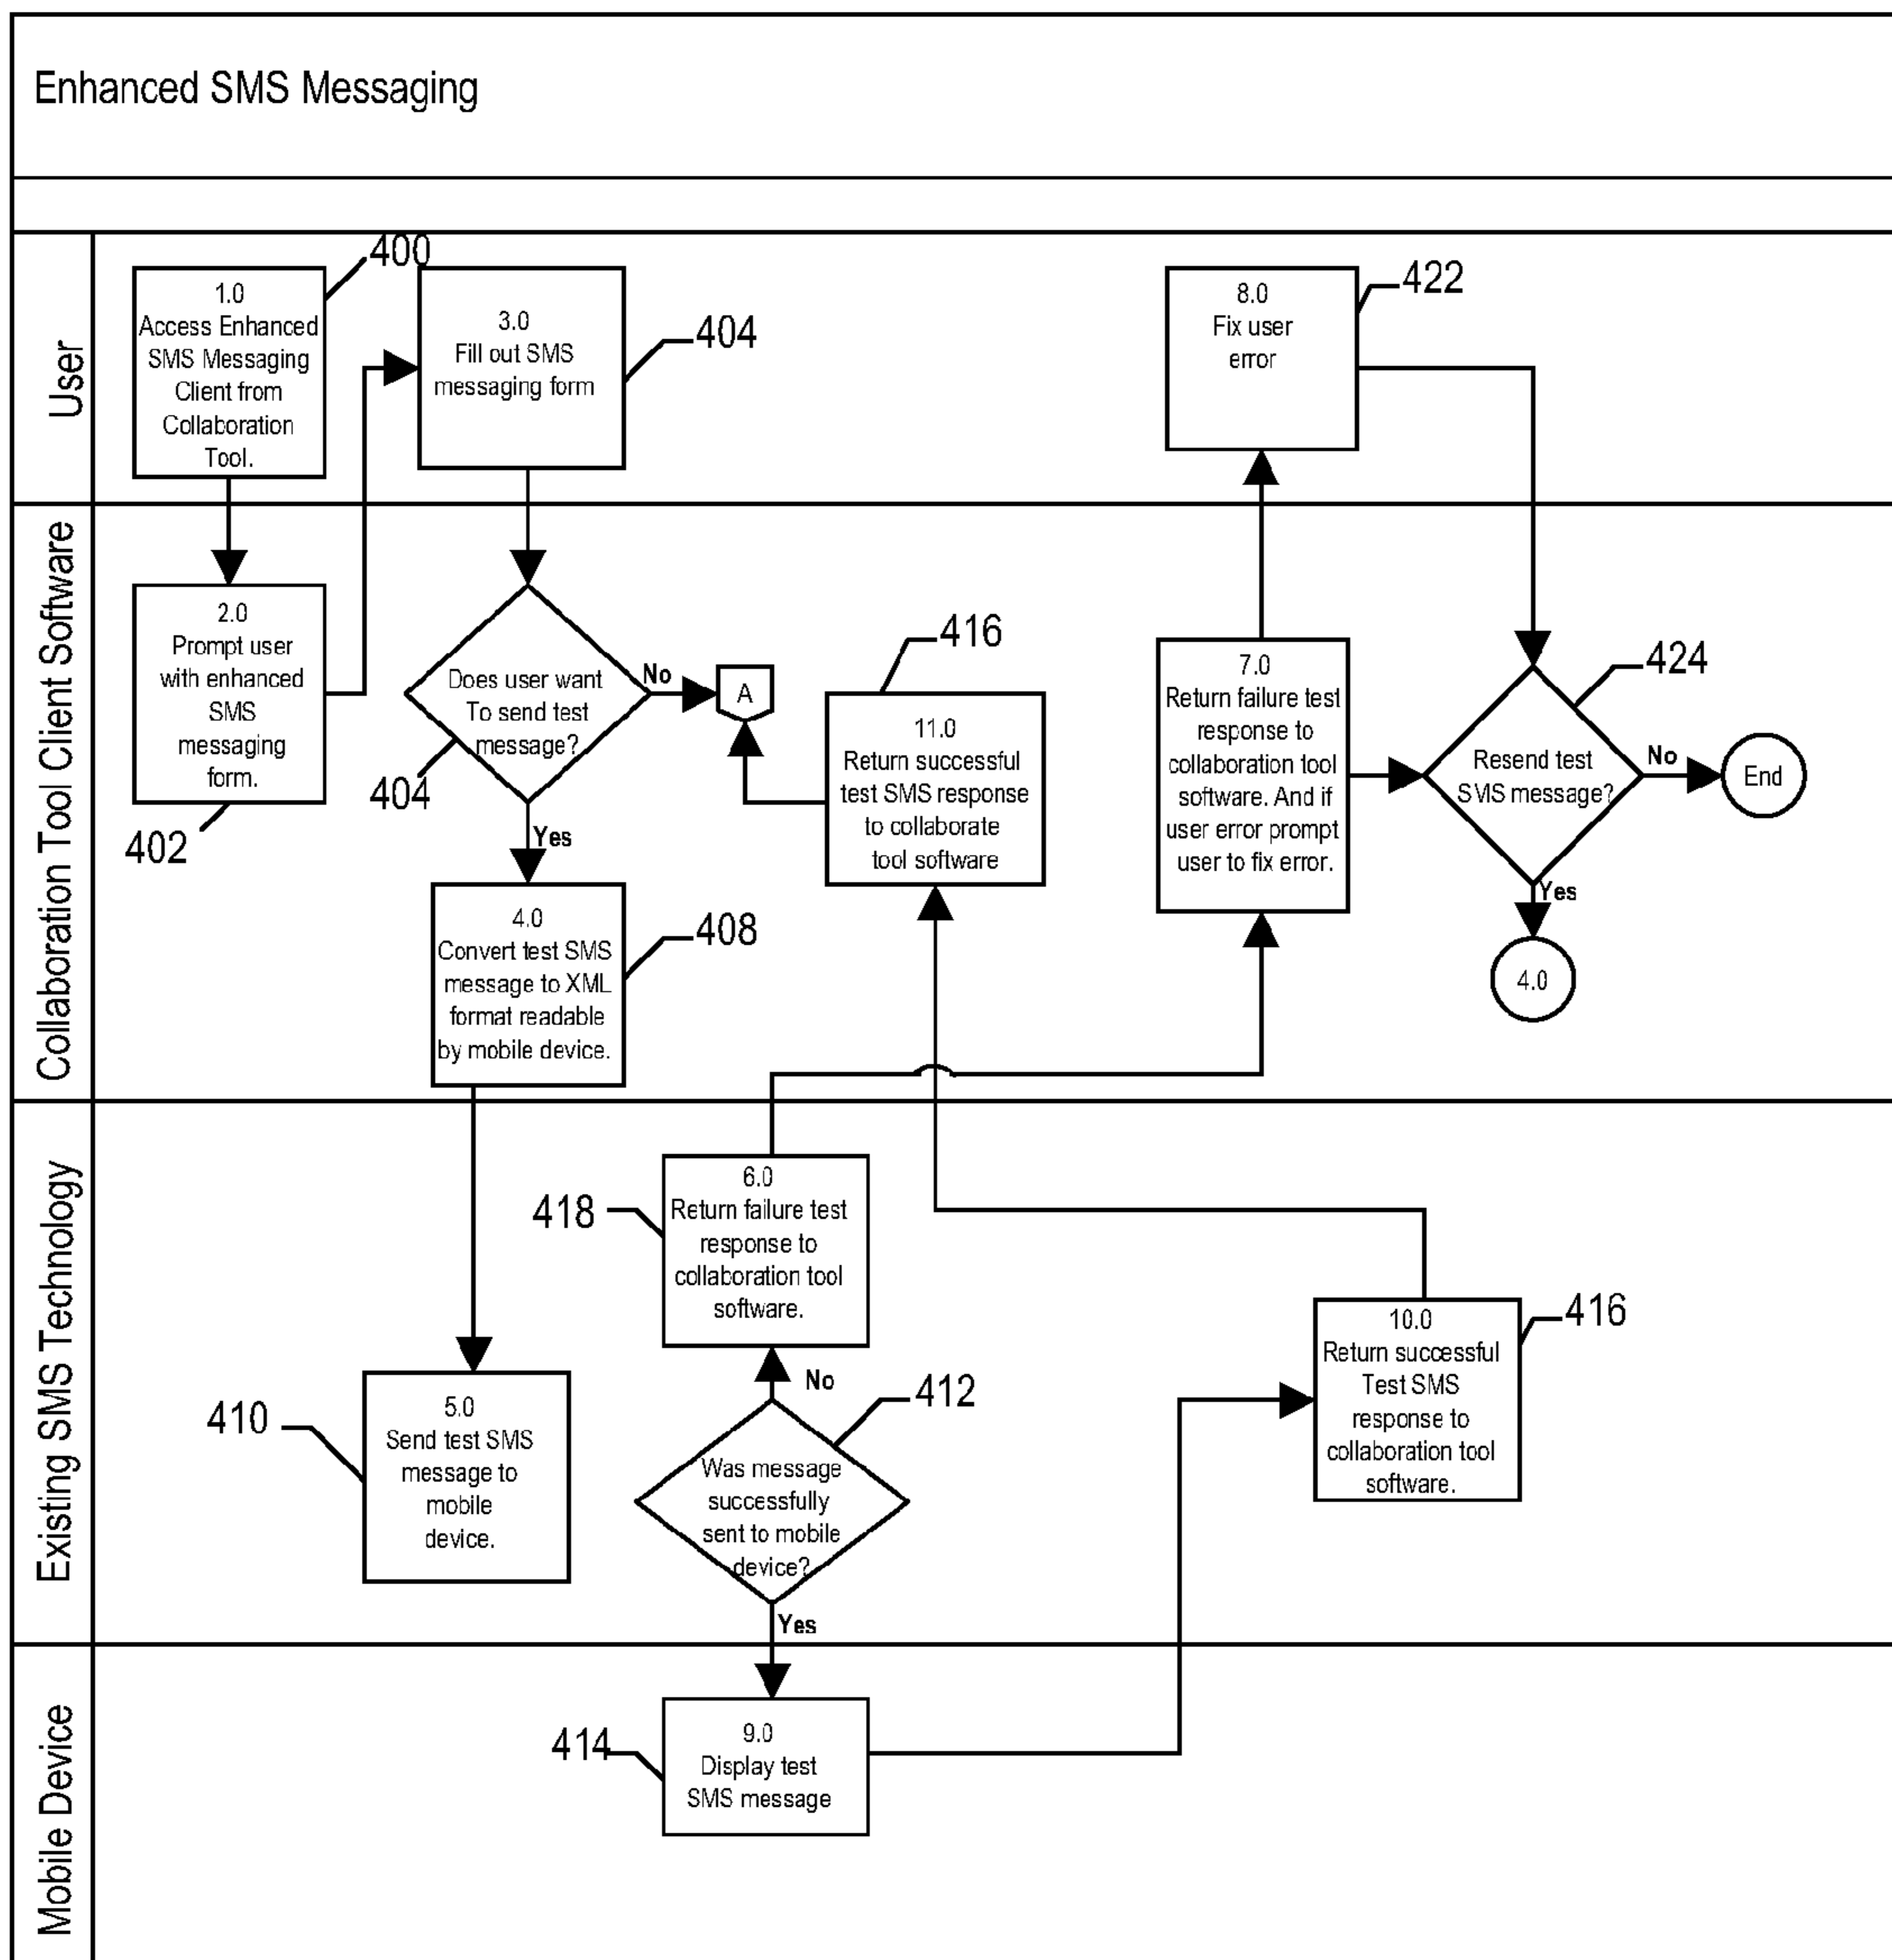 Enhanced SMS Messaging
User
1.0
Access Enhanced
SMS Messaging
Client from
Collaboration
Tool.
400
3.0
Fill out SMS
messaging form
404
8.0
Fix user
error
422
Collaboration Tool Client Software
2.0
Prompt user
with enhanced
SMS
messaging
form.
402
Does user want
To send test
message?
404
No
A
Yes
4.0
Convert test SMS
message to XML
format readable
by mobile device.
408
416
11.0
Return successful
test SMS response
to collaborate
tool software
7.0
Return failure test
response to
collaboration tool
software. And if
user error prompt
user to fix error.
424
Resend test
SMS message?
No
End
Yes
4.0
Existing SMS Technology
410
5.0
Send test SMS
message to
mobile
device.
418
6.0
Return failure test
response to
collaboration tool
software.
No
412
Was message
successfully
sent to mobile
device?
Yes
10.0
Return successful
Test SMS
response to
collaboration tool
software.
416
Mobile Device
414
9.0
Display test
SMS message